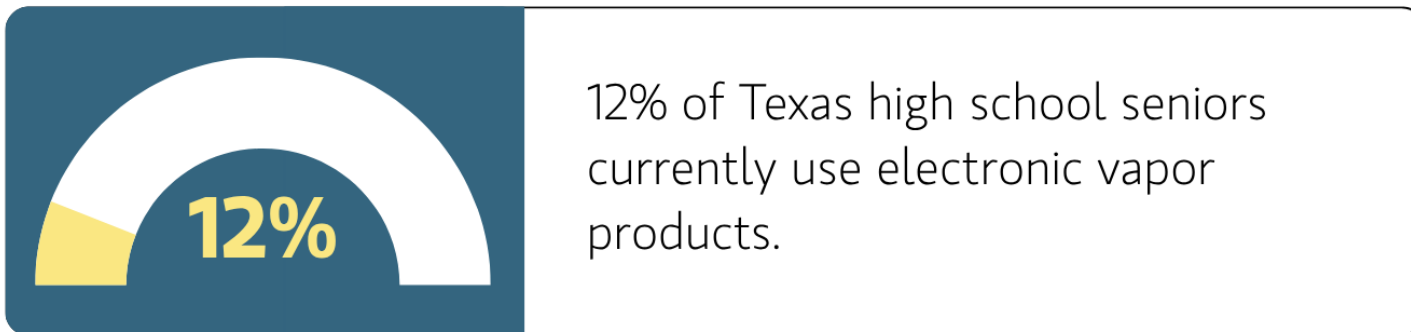 12%
12% of Texas high school seniors
currently use electronic vapor
products.